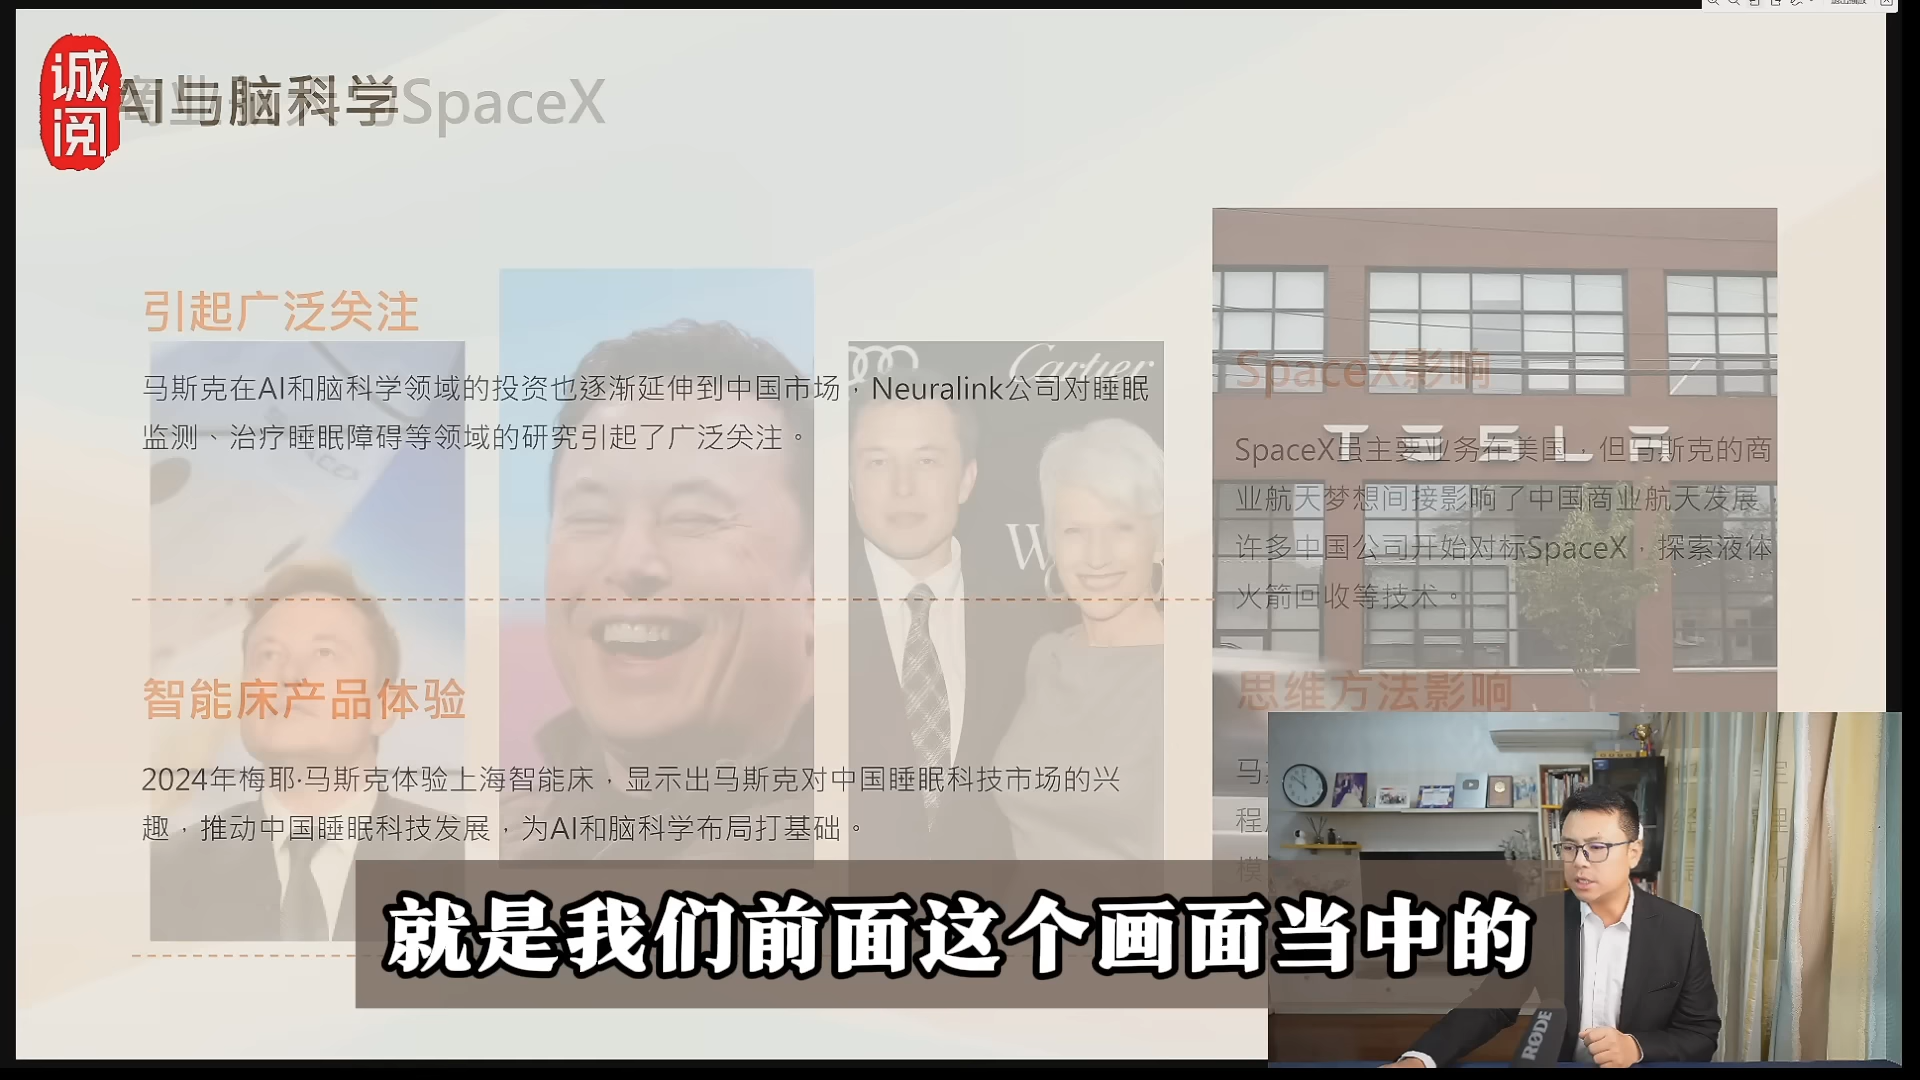 诚阅
AI与脑科学
SpaceX
引起广泛关注
马斯克在AI和脑科学领域的投资也逐渐延伸到中国市场，Neuralink公司对睡眠
监测、治疗睡眠障碍等领域的研究引起了广泛关注。
Cartier
W
TESLA
SpaceX影响
SpaceX虽主要业务在美国，但马斯克的商
业航天梦想间接影响了中国商业航天发展，
许多中国公司开始对标SpaceX，探索液体
火箭回收等技术。
智能床产品体验
2024年梅耶·马斯克体验上海智能床，显示出马斯克对中国睡眠科技市场的兴
趣，推动中国睡眠科技发展，为AI和脑科学布局打基础。
思维方法影响
马
程
模
就是我们前面这个画面当中的
RØDE